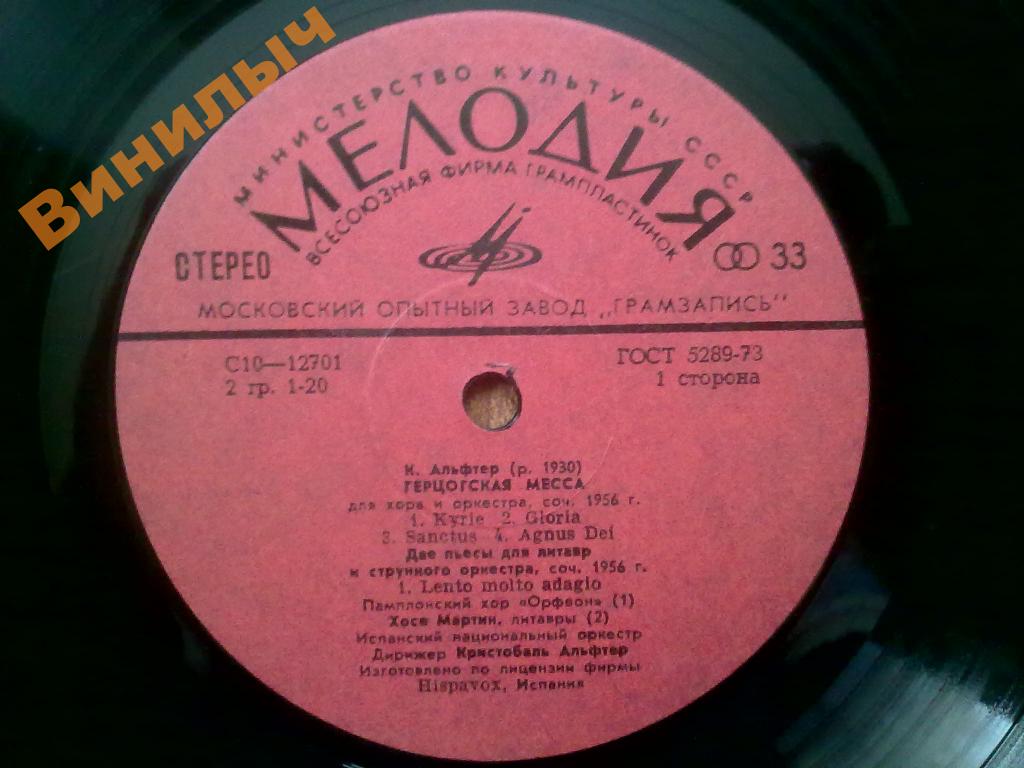 Винилыч
МИНИСТЕРСТВО КУЛЬТУРЫ СССР
МЕЛОДИЯ
ВСЕСОЮЗНАЯ ФИРМА ГРАМПЛАСТИНОК
СТЕРЕО
33
МОСКОВСКИЙ ОПЫТНЫЙ ЗАВОД „ГРАМЗАПИСЬ"
С10—12701
ГОСТ 5289-73
2 гр. 1-20
1 сторона
К. Альфтер (р. 1930)
ГЕРЦОГСКАЯ МЕССА
для хора и оркестра, соч. 1956 г.
1. Kyrie 2. Gloria
3. Sanctus 4. Agnus Dei
Две пьесы для литавр
и струнного оркестра, соч. 1956 г.
1. Lento molto adagio
Памплонский хор «Орфеон» (1)
Хосе Мартин, литавры (2)
Испанский национальный оркестр
Дирижер Кристобаль Альфтер
Изготовлено по лицензии фирмы
Hispavox, Испания